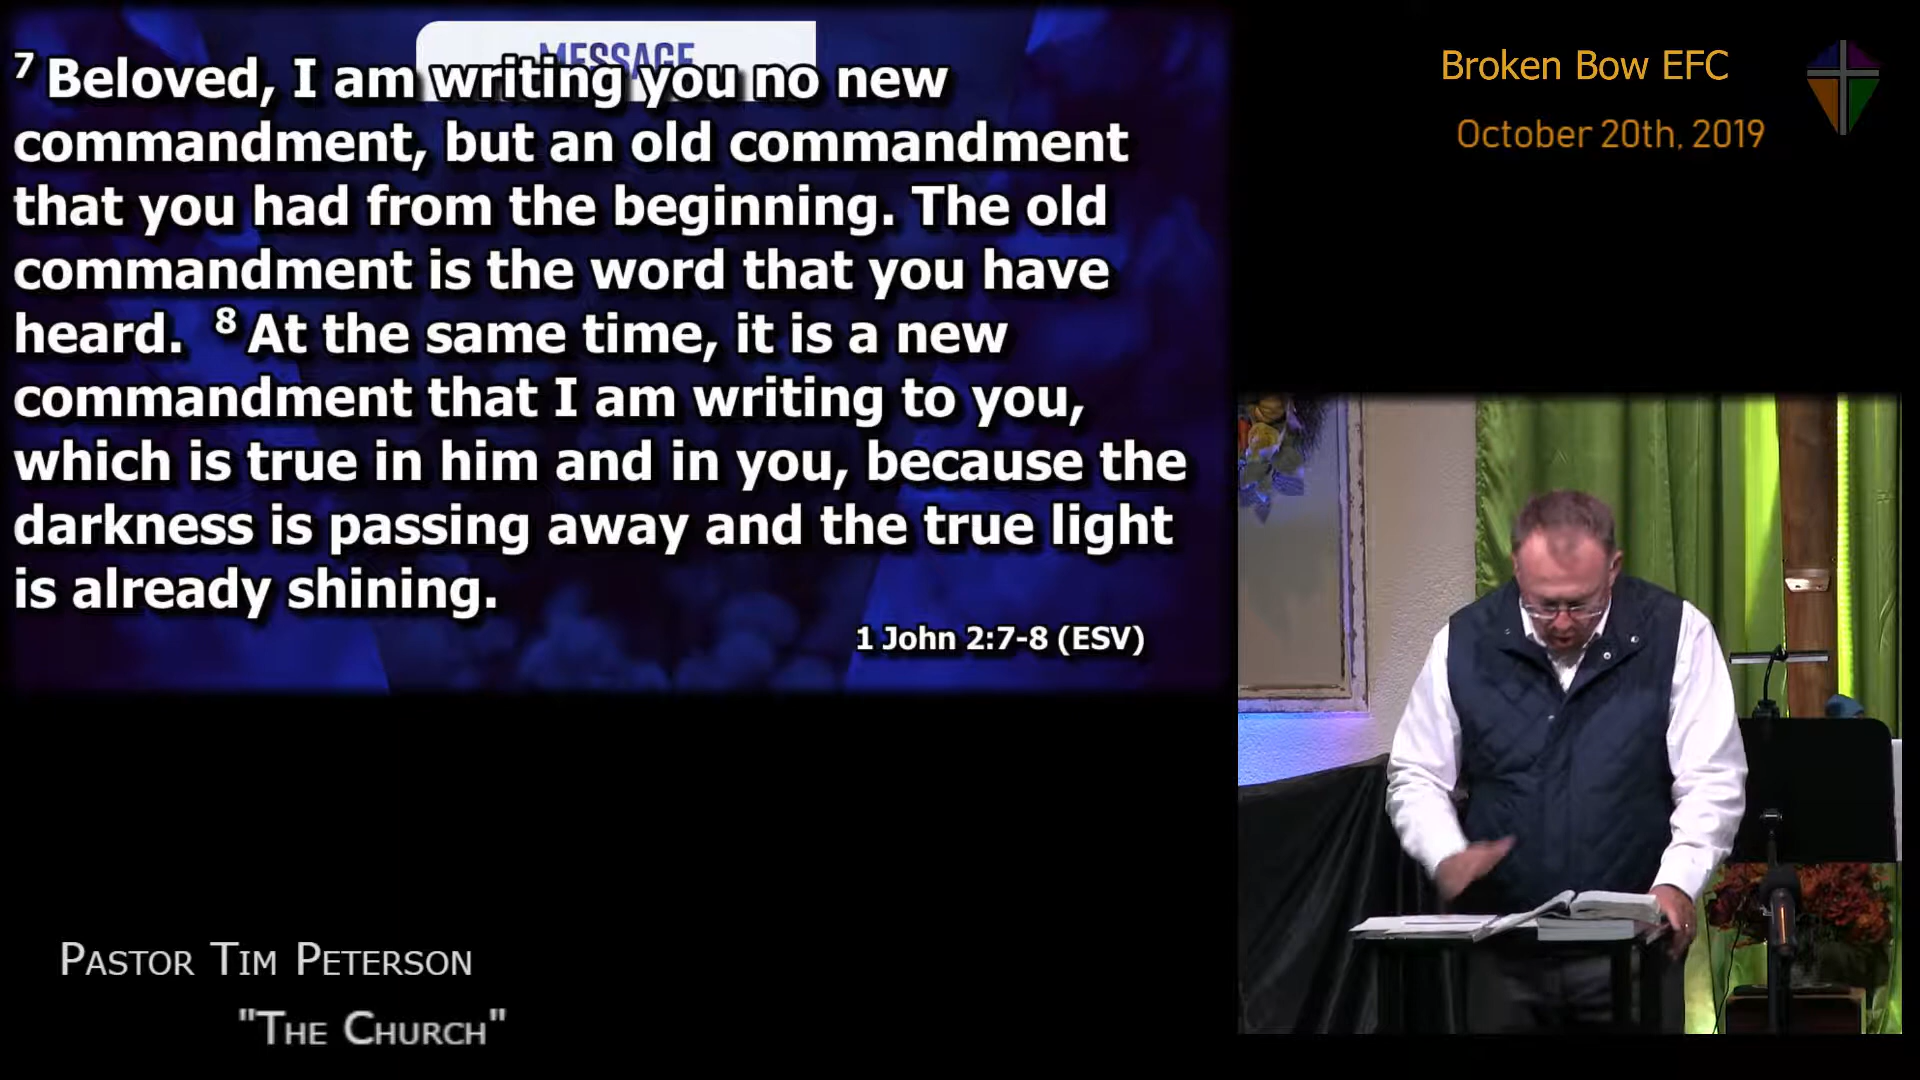 MESSAGE
7 Beloved, I am writing you no new
commandment, but an old commandment
that you had from the beginning. The old
commandment is the word that you have
heard. 8 At the same time, it is a new
commandment that I am writing to you,
which is true in him and in you, because the
darkness is passing away and the true light
is already shining.
1 John 2:7-8 (ESV)
Broken Bow EFC
October 20th, 2019
Pastor Tim Peterson
"The Church"